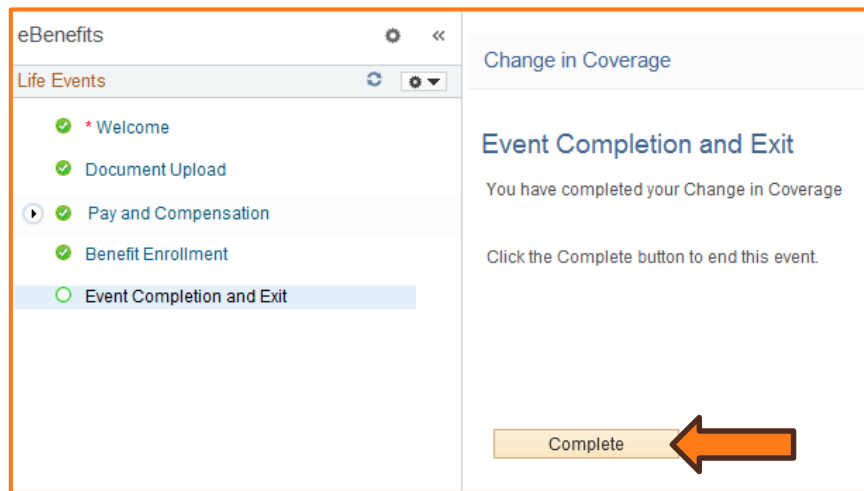 eBenefits
Life Events
* Welcome
Document Upload
Pay and Compensation
Benefit Enrollment
Event Completion and Exit
Change in Coverage
Event Completion and Exit
You have completed your Change in Coverage
Click the Complete button to end this event.
Complete